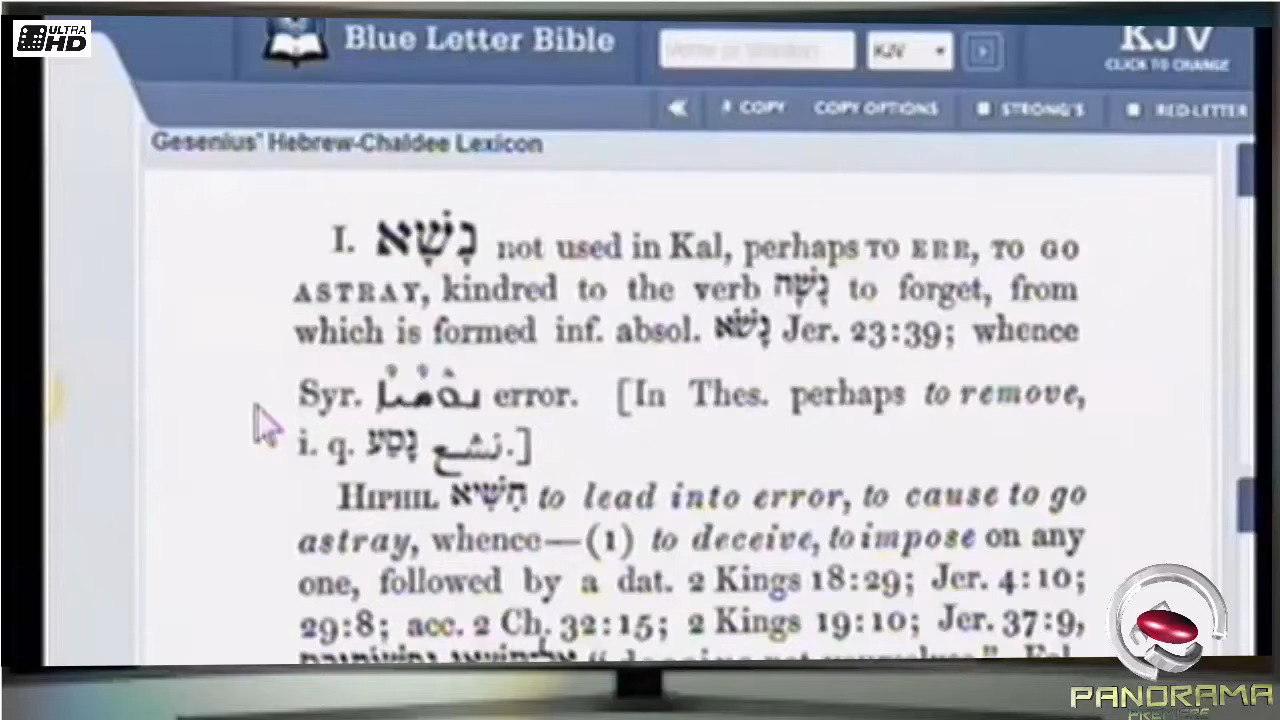 ULTRA
HD
Blue Letter Bible
KJV
KJV
CLICK TO CHANGE
COPY
COPY OPTIONS
STRONG'S
RED-LETTER
Gesenius' Hebrew-Chaldee Lexicon
I. נָשָׁא not used in Kal, perhaps TO ERR, TO GO
ASTRAY, kindred to the verb נָשָׁה to forget, from
which is formed inf. absol. נָשֹׁא Jer. 23:39; whence
Syr. error. [In Thes. perhaps to remove,
i. q. נָסַע .]
HIPHIL הִשִּׁיא to lead into error, to cause to go
astray, whence—(1) to deceive, to impose on any
one, followed by a dat. 2 Kings 18:29; Jer. 4:10;
29:8; acc. 2 Ch. 32:15; 2 Kings 19:10; Jer. 37:9,
PANORAMA